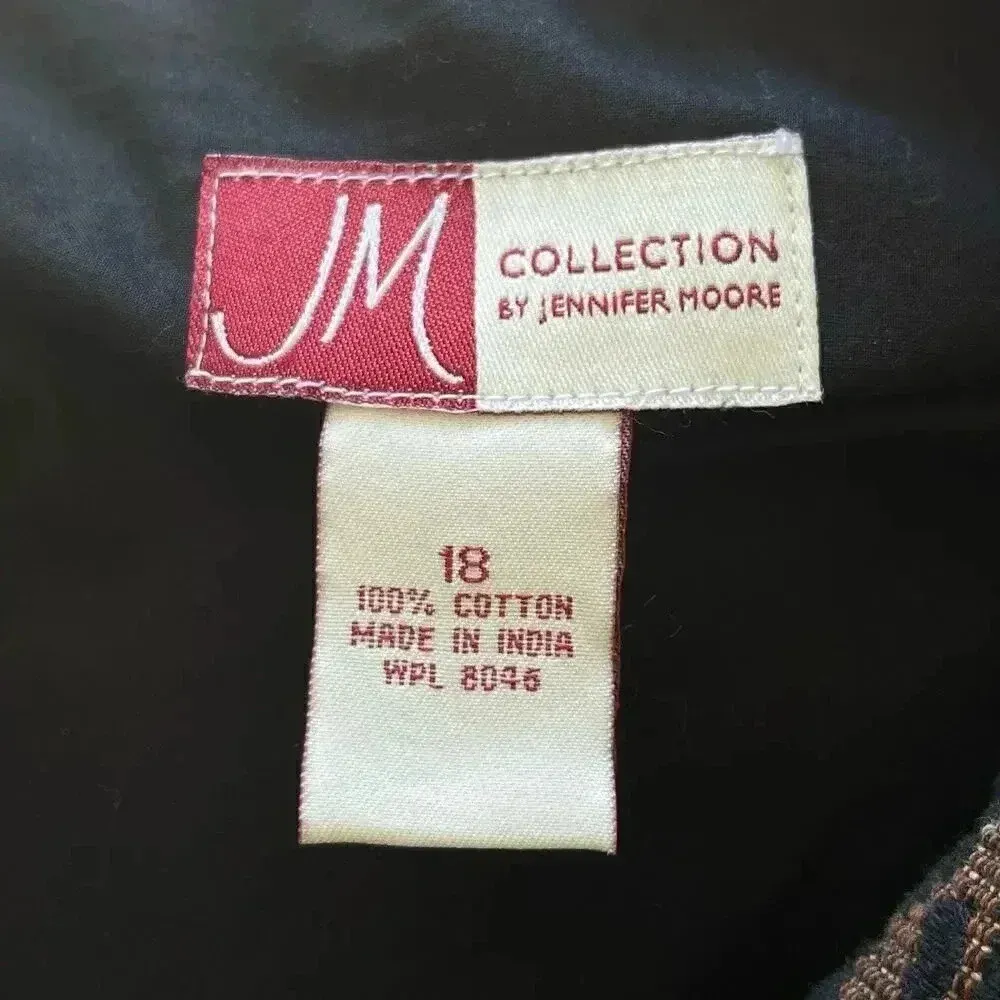 JM
COLLECTION
BY JENNIFER MOORE
18
100% COTTON
MADE IN INDIA
WPL 8046